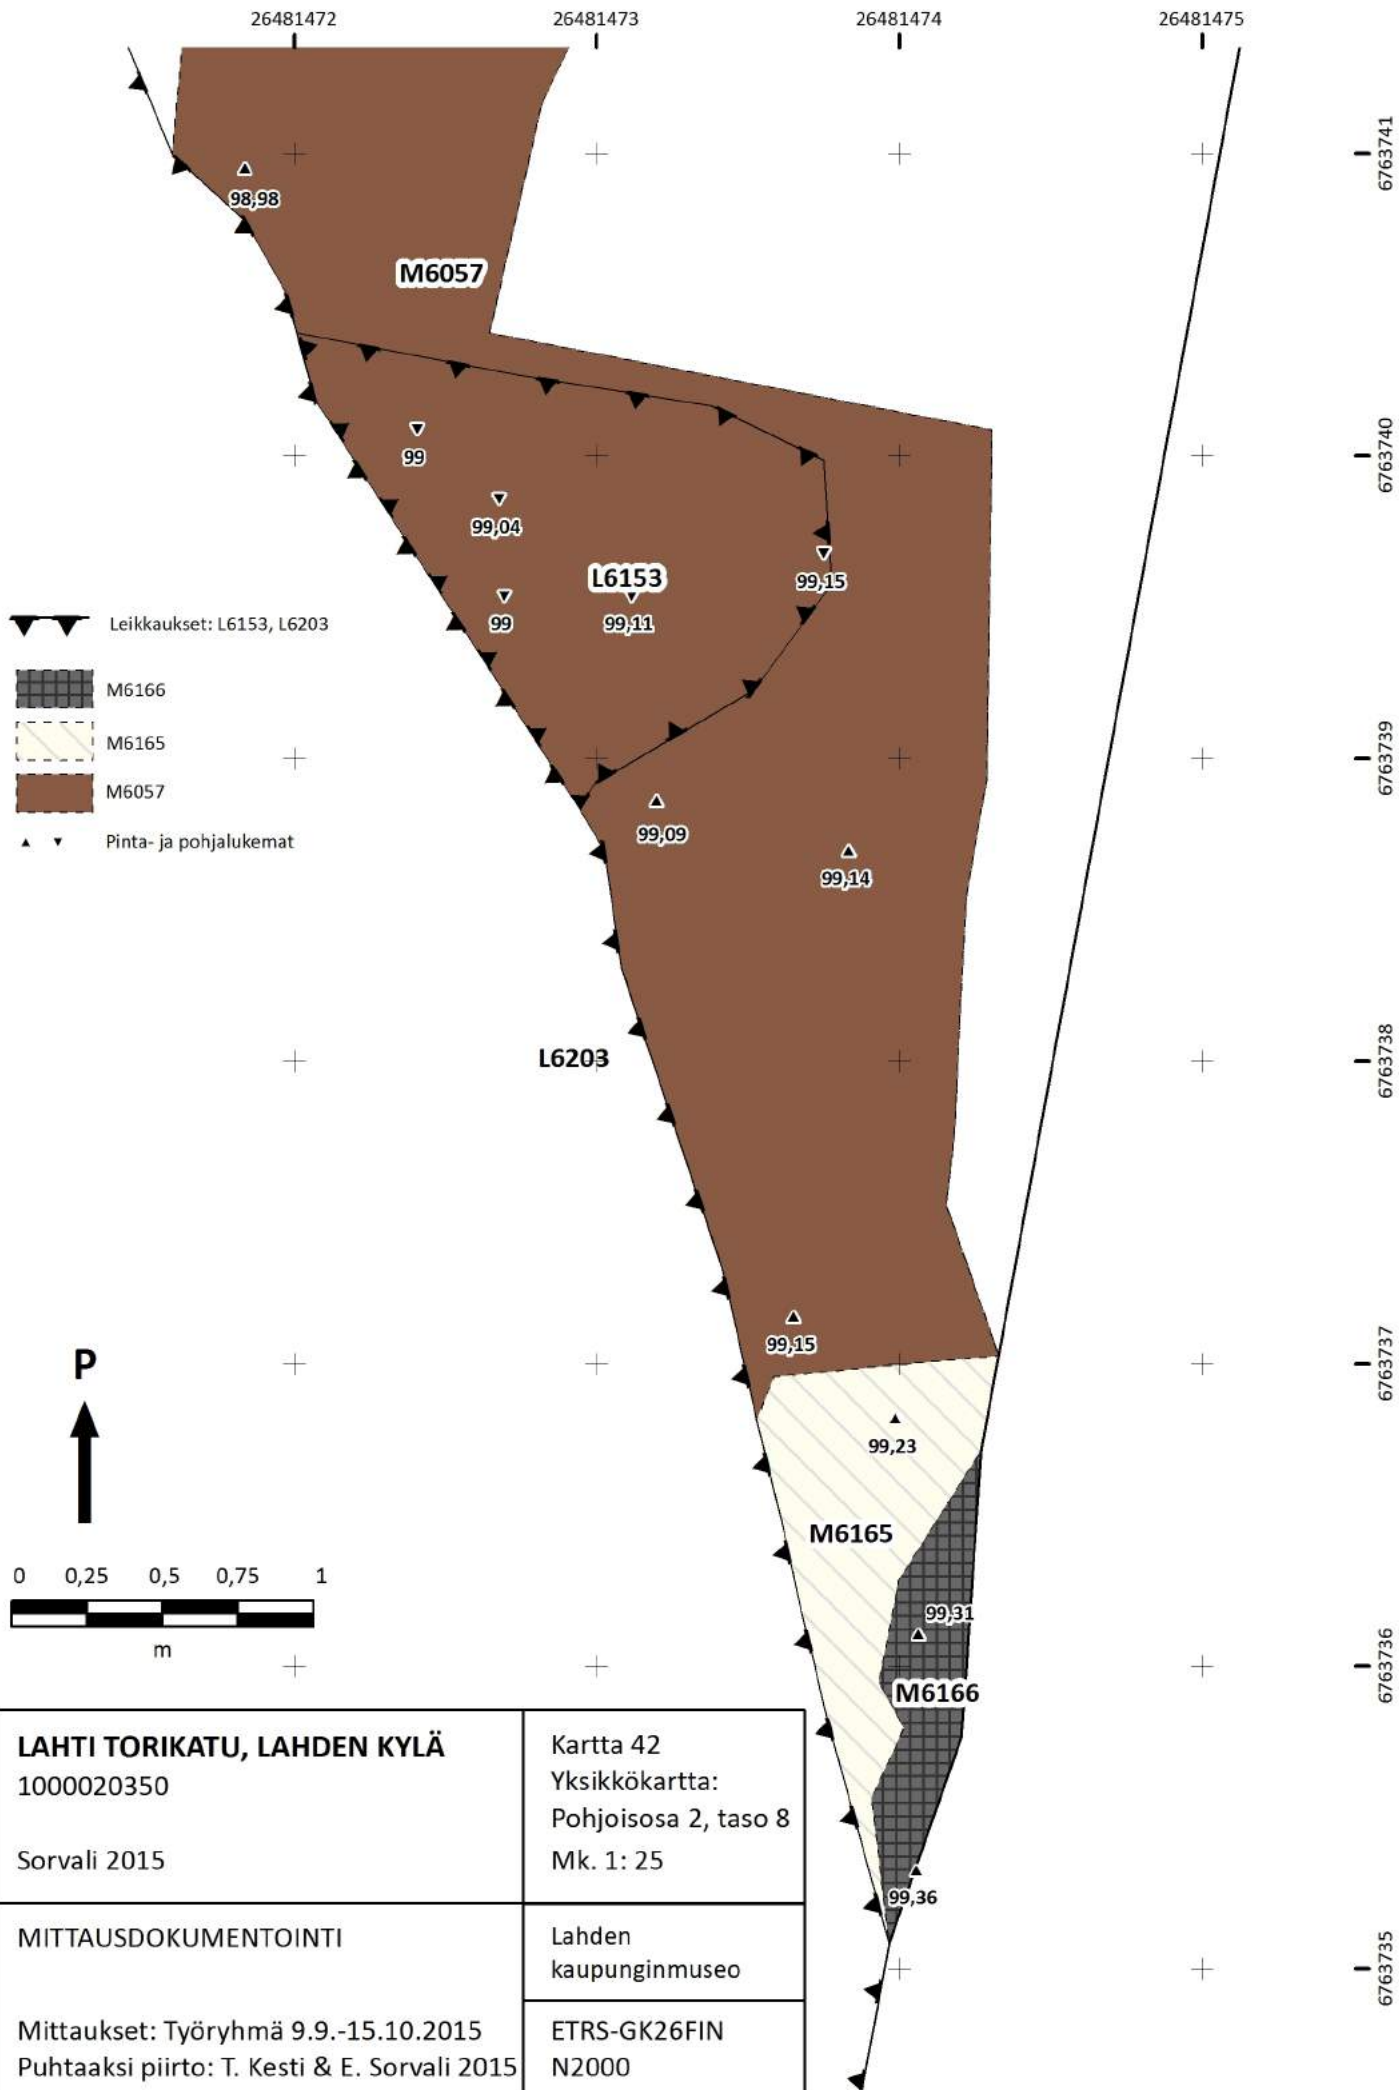 26481472 26481473 26481474 26481475
6763741
98,98
M6057
6763740
99
99,04
L6153
99,15
99
99,11
Leikkaukset: L6153, L6203
M6166
M6165
M6057
Pinta- ja pohjalukemat
6763739
99,09
99,14
L6203
6763738
99,15
6763737
P
99,23
M6165
0 0,25 0,5 0,75 1
m
99,31
6763736
M6166
99,36
6763735
LAHTI TORIKATU, LAHDEN KYLÄ
1000020350
Sorvali 2015
Kartta 42
Yksikkökartta:
Pohjoisosa 2, taso 8
Mk. 1: 25
MITTAUSDOKUMENTOINTI
Lahden
kaupunginmuseo
Mittaukset: Työryhmä 9.9.-15.10.2015
Puhtaaksi piirto: T. Kesti & E. Sorvali 2015
ETRS-GK26FIN
N2000